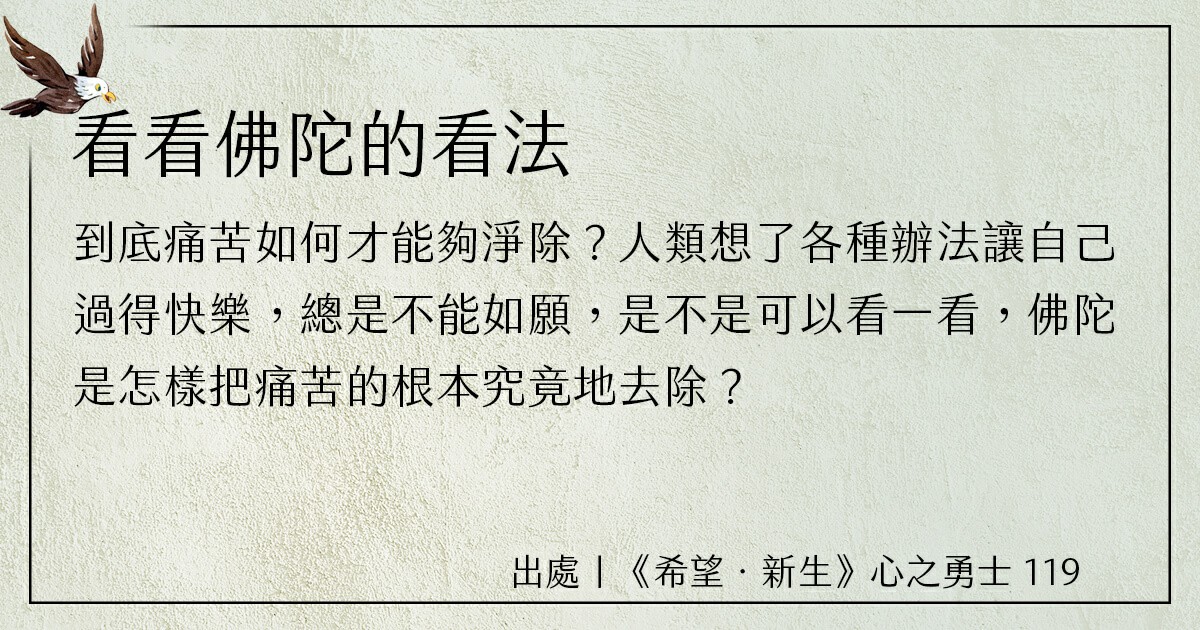 看看佛陀的看法
到底痛苦如何才能夠淨除？人類想了各種辦法讓自己
過得快樂，總是不能如願，是不是可以看一看，佛陀
是怎樣把痛苦的根本究竟地去除？
出處｜《希望．新生》心之勇士 119